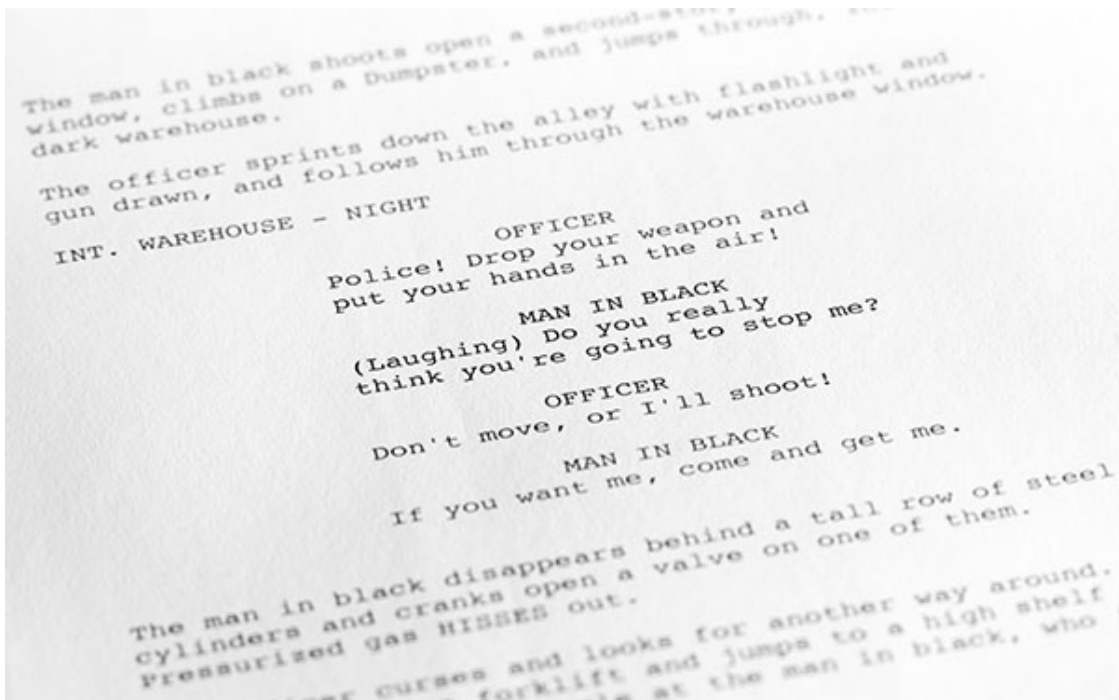 The man in black shoots open a second-story
window, climbs on a Dumpster, and jumps through,
dark warehouse.
The officer sprints down the alley with flashlight and
gun drawn, and follows him through the warehouse window.
INT. WAREHOUSE - NIGHT
OFFICER
Police! Drop your weapon and
put your hands in the air!
MAN IN BLACK
(Laughing) Do you really
think you're going to stop me?
OFFICER
Don't move, or I'll shoot!
MAN IN BLACK
If you want me, come and get me.
The man in black disappears behind a tall row of steel
cylinders and cranks open a valve on one of them.
Pressurized gas HISSES out.
curses and looks for another way around.
forklift and jumps to a high shelf
at the man in black, who